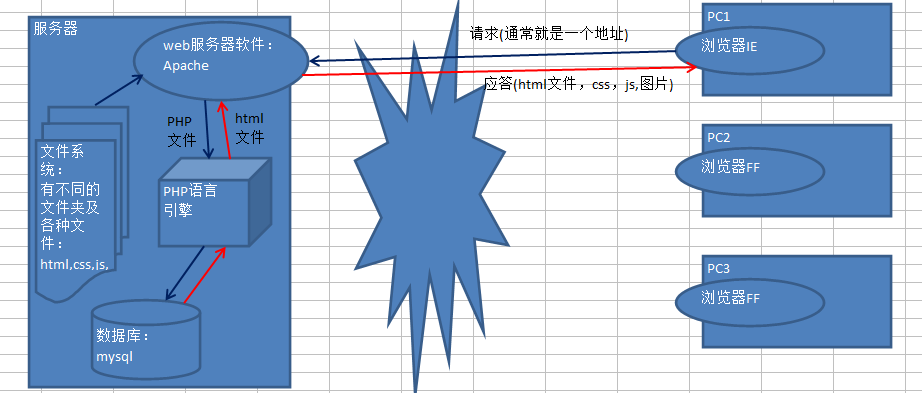 服务器
web服务器软件：
Apache
PHP
文件
html
文件
文件系
统：
有不同的
文件夹及
各种文
件：
html,css,js,
PHP语言
引擎
数据库：
mysql
请求(通常就是一个地址)
应答(html文件，css，js,图片)
PC1
浏览器IE
PC2
浏览器FF
PC3
浏览器FF